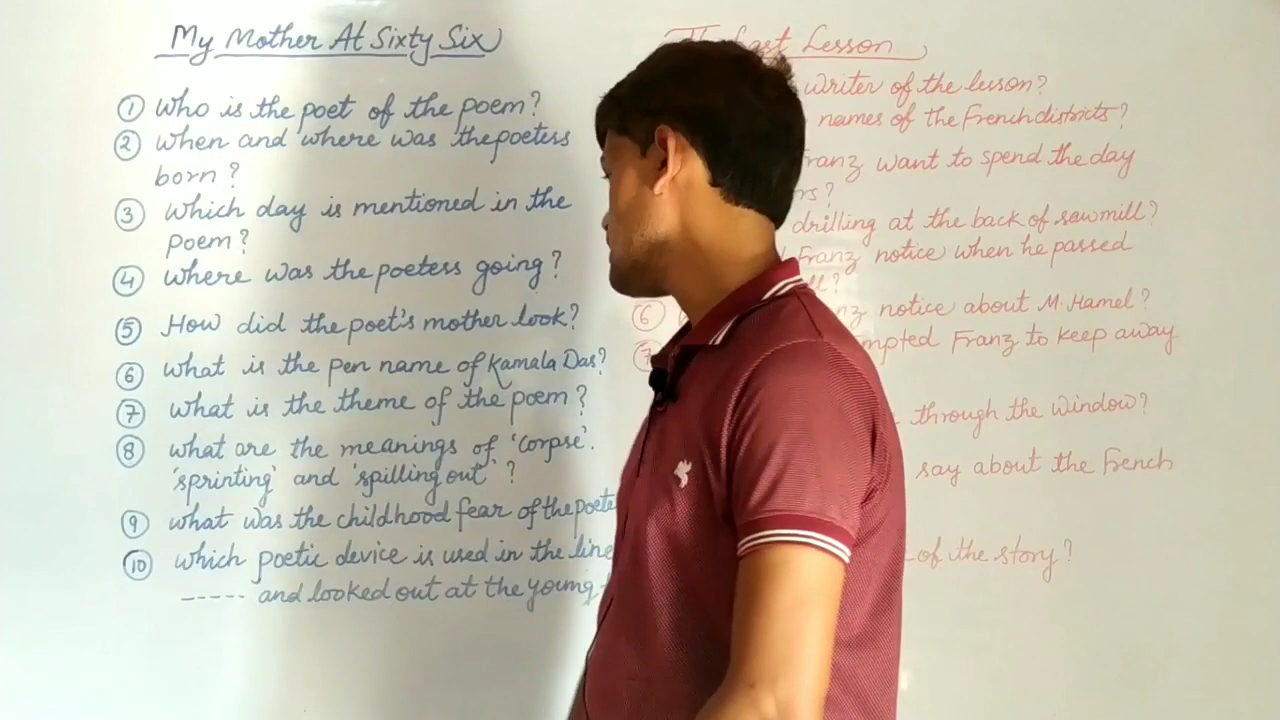 My Mother At Sixty Six
① Who is the poet of the poem?
② when and where was the poetess
born?
③ which day is mentioned in the
poem?
④ where was the poetess going?
⑤ How did the poet's mother look?
⑥ what is the pen name of Kamala Das?
⑦ what is the theme of the poem?
⑧ what are the meanings of 'corpse'.
'sprinting' and 'spilling out'?
⑨ what was the childhood fear of the
⑩ which poetic device is used in the line
----- and looked out at the young
Last Lesson
writer of the lesson?
names of the French districts?
want to spend the day
drilling at the back of sawmill?
Franz notice when he passed
⑥ notice about M. Hamel?
⑦ Franz to keep away
through the window?
say about the French
of the story?